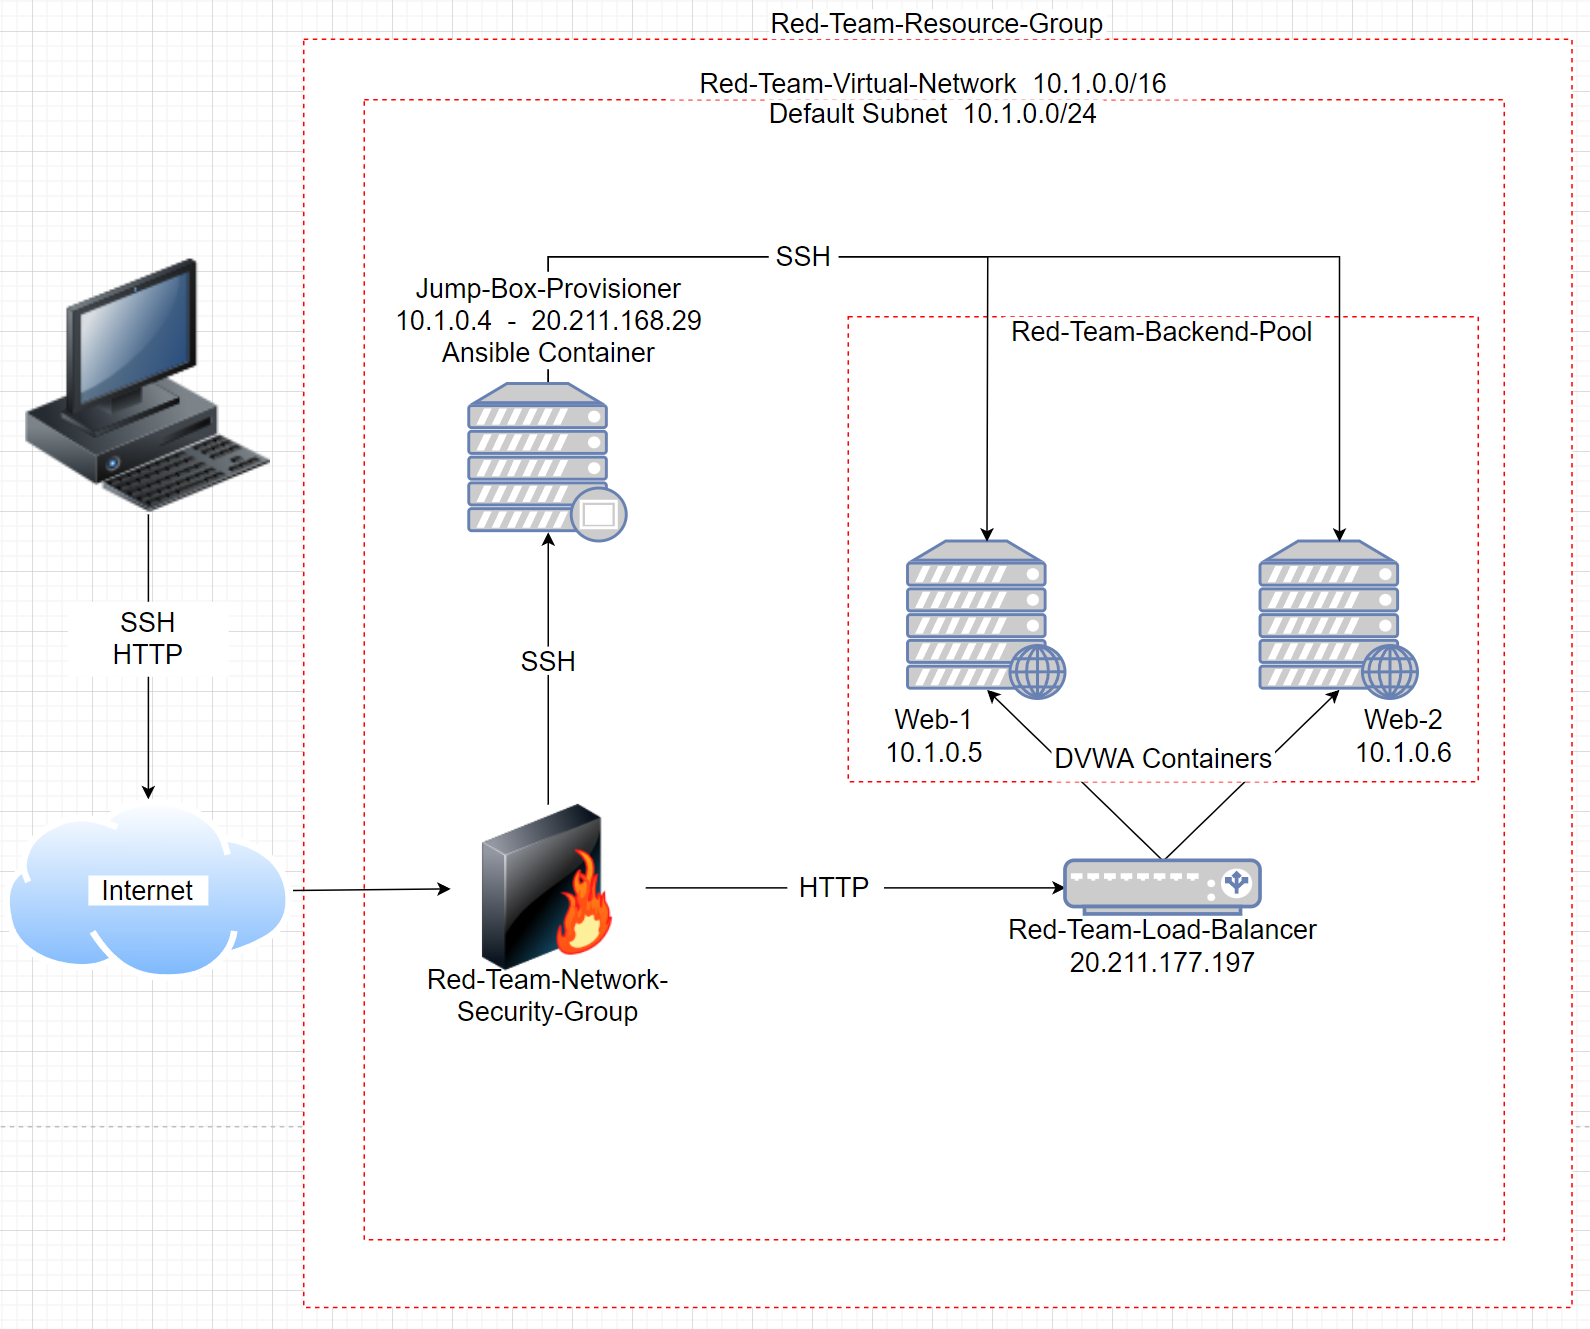 Red-Team-Resource-Group
Red-Team-Virtual-Network 10.1.0.0/16
Default Subnet 10.1.0.0/24
SSH
Jump-Box-Provisioner
10.1.0.4 - 20.211.168.29
Ansible Container
Red-Team-Backend-Pool
SSH
HTTP
SSH
Web-1
10.1.0.5
Web-2
10.1.0.6
DVWA Containers
Internet
HTTP
Red-Team-Load-Balancer
20.211.177.197
Red-Team-Network-
Security-Group